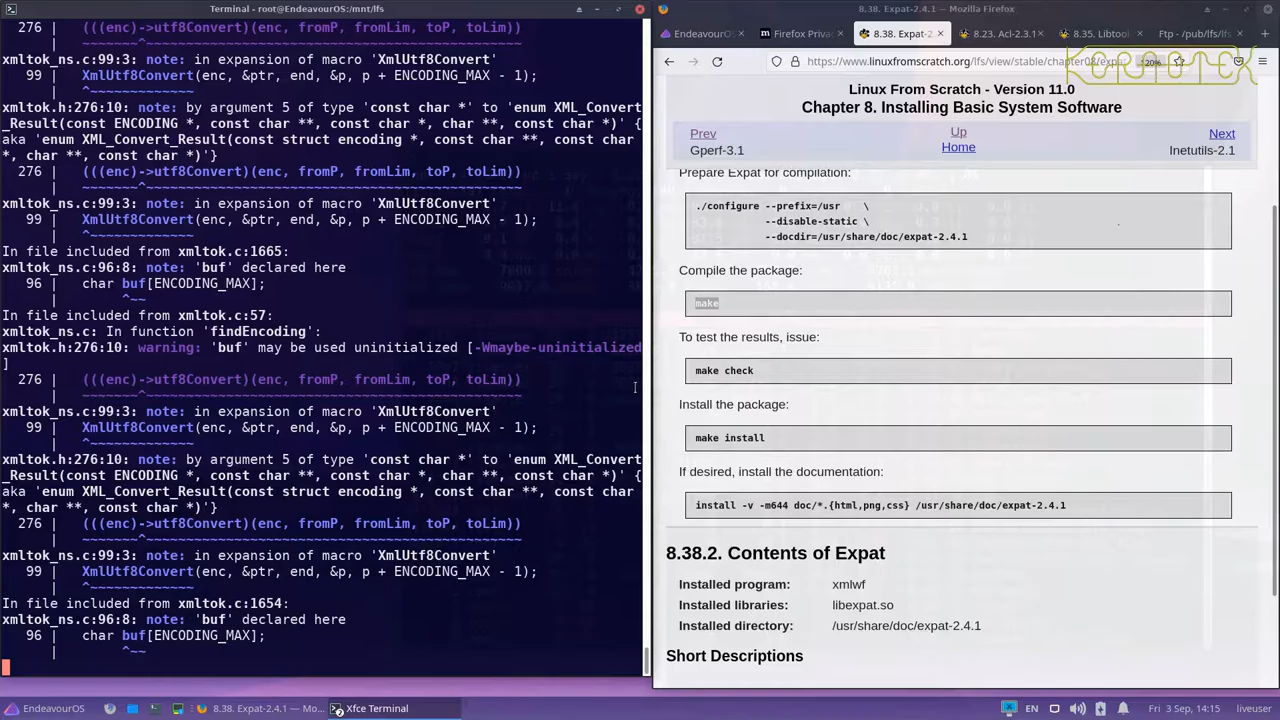 Terminal - root@EndeavourOS:/mnt/lfs
276 |     (((enc)->utf8Convert)(enc, fromP, fromLim, toP, toLim))
~~~~~~~^~~~~~~~~~~~~~~~~~~~~~~~~~~~~~~~~~~~~~~~~~~~~~~
xmltok_ns.c:99:3: note: in expansion of macro 'XmlUtf8Convert'
99 |   XmlUtf8Convert(enc, &ptr, end, &p, p + ENCODING_MAX - 1);
^~~~~~~~~~~~~~
xmltok.h:276:10: note: by argument 5 of type 'const char *' to 'enum XML_Convert
_Result(const ENCODING *, const char **, const char *, char **, const char *)' {
aka 'enum XML_Convert_Result(const struct encoding *, const char **, const char
*, char **, const char *)'}
276 |     (((enc)->utf8Convert)(enc, fromP, fromLim, toP, toLim))
~~~~~~~^~~~~~~~~~~~~~~~~~~~~~~~~~~~~~~~~~~~~~~~~~~~~~~
xmltok_ns.c:99:3: note: in expansion of macro 'XmlUtf8Convert'
99 |   XmlUtf8Convert(enc, &ptr, end, &p, p + ENCODING_MAX - 1);
^~~~~~~~~~~~~~
In file included from xmltok.c:1665:
xmltok_ns.c:96:8: note: 'buf' declared here
96 |   char buf[ENCODING_MAX];
|        ^~~
In file included from xmltok.c:57:
xmltok_ns.c: In function 'findEncoding':
xmltok.h:276:10: warning: 'buf' may be used uninitialized [-Wmaybe-uninitialized
]
276 |     (((enc)->utf8Convert)(enc, fromP, fromLim, toP, toLim))
~~~~~~~^~~~~~~~~~~~~~~~~~~~~~~~~~~~~~~~~~~~~~~~~~~~~~~
xmltok_ns.c:99:3: note: in expansion of macro 'XmlUtf8Convert'
99 |   XmlUtf8Convert(enc, &ptr, end, &p, p + ENCODING_MAX - 1);
^~~~~~~~~~~~~~
xmltok.h:276:10: note: by argument 5 of type 'const char *' to 'enum XML_Convert
_Result(const ENCODING *, const char **, const char *, char **, const char *)' {
aka 'enum XML_Convert_Result(const struct encoding *, const char **, const char
*, char **, const char *)'}
276 |     (((enc)->utf8Convert)(enc, fromP, fromLim, toP, toLim))
~~~~~~~^~~~~~~~~~~~~~~~~~~~~~~~~~~~~~~~~~~~~~~~~~~~~~~
xmltok_ns.c:99:3: note: in expansion of macro 'XmlUtf8Convert'
99 |   XmlUtf8Convert(enc, &ptr, end, &p, p + ENCODING_MAX - 1);
^~~~~~~~~~~~~~
In file included from xmltok.c:1654:
xmltok_ns.c:96:8: note: 'buf' declared here
96 |   char buf[ENCODING_MAX];
|        ^~~
8.38. Expat-2.4.1 — Mozilla Firefox
EndeavourOS
Firefox Privac
8.38. Expat-2
8.23. Acl-2.3.1
8.35. Libtool
Ftp - /pub/lfs/lfs
https://www.linuxfromscratch.org/lfs/view/stable/chapter08/exp
120%
Linux From Scratch - Version 11.0
Chapter 8. Installing Basic System Software
Prev
Up
Next
Gperf-3.1
Home
Inetutils-2.1
Prepare Expat for compilation:
./configure --prefix=/usr    \
--disable-static \
--docdir=/usr/share/doc/expat-2.4.1
Compile the package:
make
To test the results, issue:
make check
Install the package:
make install
If desired, install the documentation:
install -v -m644 doc/*.{html,png,css} /usr/share/doc/expat-2.4.1
8.38.2. Contents of Expat
Installed program: xmlwf
Installed libraries: libexpat.so
Installed directory: /usr/share/doc/expat-2.4.1
Short Descriptions
EndeavourOS
8.38. Expat-2.4.1 — Mo...
Xfce Terminal
EN
Fri 3 Sep, 14:15
liveuser